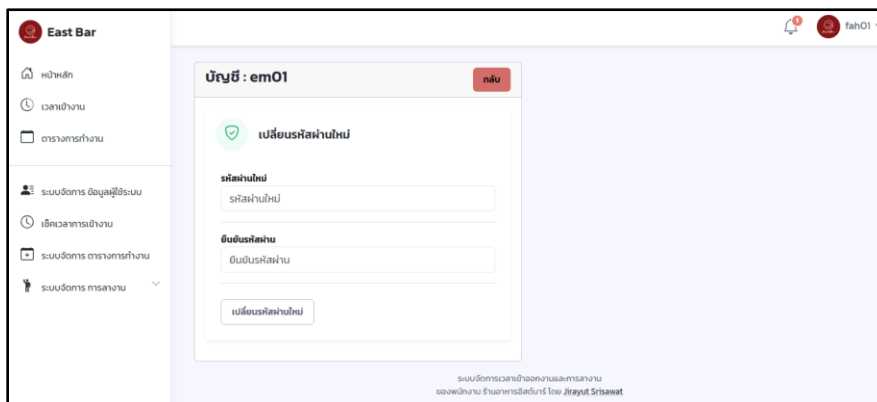 East Bar
1
fah01
หน้าหลัก
เวลาเข้างาน
ตารางการทำงาน
ระบบจัดการ ข้อมูลผู้ใช้ระบบ
เช็คเวลาการเข้างาน
ระบบจัดการ ตารางการทำงาน
ระบบจัดการ การลางาน
บัญชี : em01
กลับ
เปลี่ยนรหัสผ่านใหม่
รหัสผ่านใหม่
รหัสผ่านใหม่
ยืนยันรหัสผ่าน
ยืนยันรหัสผ่าน
เปลี่ยนรหัสผ่านใหม่
ระบบจัดการเวลาเข้าออกงานและการลางาน
ของพนักงาน ร้านอาหารอีสต์บาร์ โดย Jirayut Srisawat